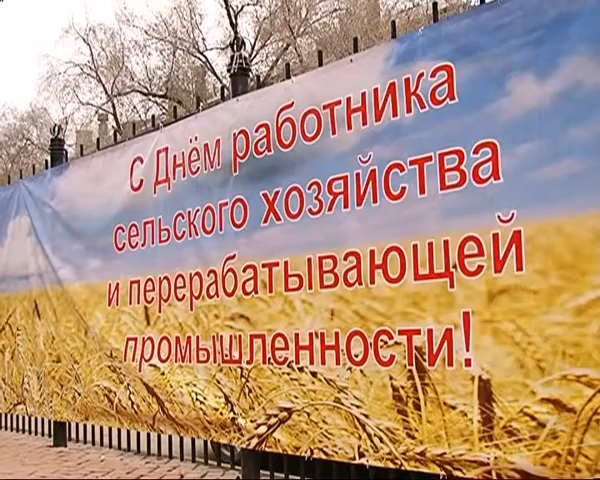 С Днём работника
сельского хозяйства
и перерабатывающей
промышленности!